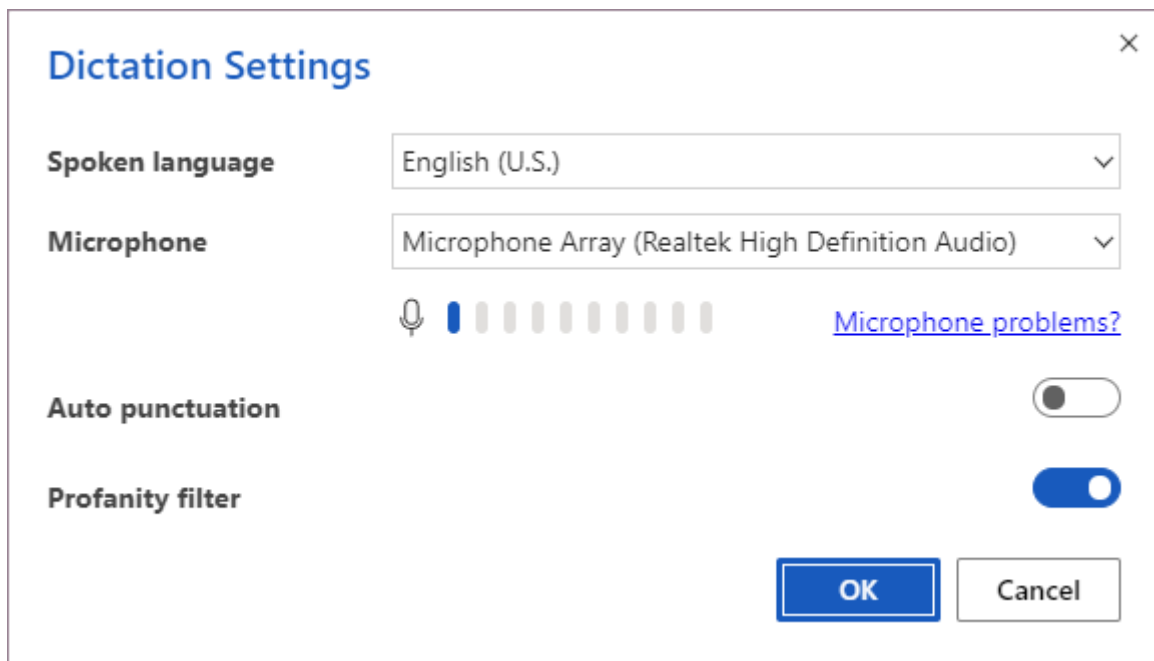 Dictation Settings
Spoken language English (U.S.)
Microphone Microphone Array (Realtek High Definition Audio)
Microphone problems?
Auto punctuation
Profanity filter
OK Cancel